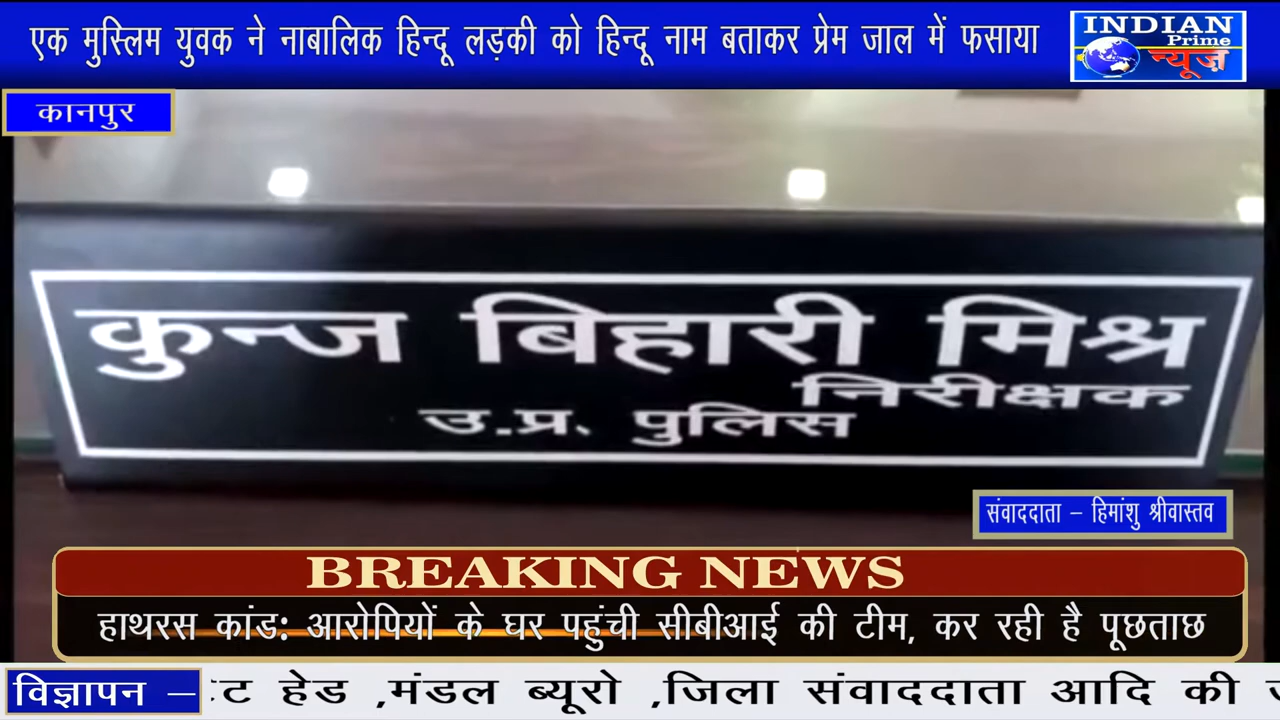 एक मुस्लिम युवक ने नाबालिक हिन्दू लड़की को हिन्दू नाम बताकर प्रेम जाल में फसाया
INDIAN
Prime
न्यूज़
कानपुर
कुन्ज बिहारी मिश्र
निरीक्षक
उ.प्र. पुलिस
संवाददाता – हिमांशु श्रीवास्तव
BREAKING NEWS
हाथरस कांड: आरोपियों के घर पहुंची सीबीआई की टीम, कर रही है पूछताछ
विज्ञापन – हेड ,मंडल ब्यूरो ,जिला संवाददाता आदि की